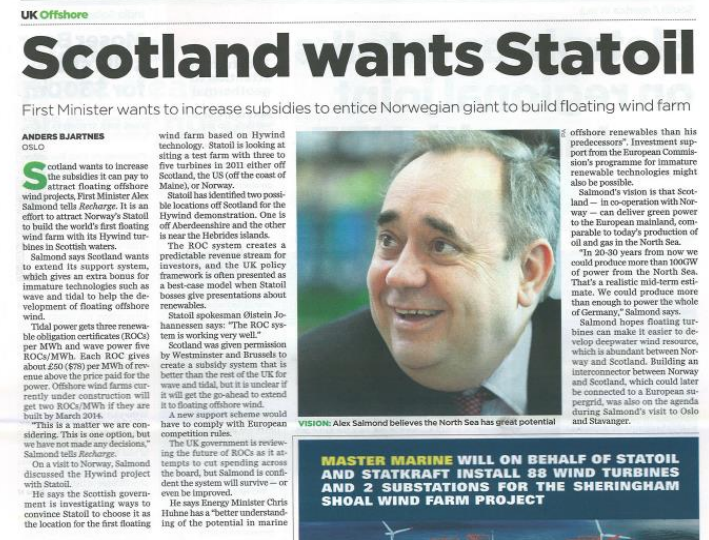 UK Offshore
Scotland wants Statoil
First Minister wants to increase subsidies to entice Norwegian giant to build floating wind farm
ANDERS BJARTNES
OSLO
Scotland wants to increase
the subsidies it can pay to
attract floating offshore
wind projects, First Minister Alex
Salmond tells Recharge. It is an
effort to attract Norway's Statoil
to build the world's first floating
wind farm with its Hywind tur-
bines in Scottish waters.
Salmond says Scotland wants
to extend its support system,
which gives an extra bonus for
immature technologies such as
wave and tidal to help the de-
velopment of floating offshore
wind.
Tidal power gets three renewa-
ble obligation certificates (ROCs)
per MWh and wave power five
ROCs/MWh. Each ROC gives
about £50 ($78) per MWh of rev-
enue above the price paid for the
power. Offshore wind farms cur-
rently under construction will
get two ROCs/MWh if they are
built by March 2014.
"This is a matter we are con-
sidering. This is one option, but
we have not made any decisions,"
Salmond tells Recharge.
On a visit to Norway, Salmond
discussed the Hywind project
with Statoil.
He says the Scottish govern-
ment is investigating ways to
convince Statoil to choose it as
the location for the first floating
wind farm based on Hywind
technology. Statoil is looking at
siting a test farm with three to
five turbines in 2011 either off
Scotland, the US (off the coast of
Maine), or Norway.
Statoil has identified two possi-
ble locations off Scotland for the
Hywind demonstration. One is
off Aberdeenshire and the other
is near the Hebrides islands.
The ROC system creates a
predictable revenue stream for
investors, and the UK policy
framework is often presented as
a best-case model when Statoil
bosses give presentations about
renewables.
Statoil spokesman Øistein Jo-
hannessen says: "The ROC sys-
tem is working very well."
Scotland was given permission
by Westminster and Brussels to
create a subsidy system that is
better than the rest of the UK for
wave and tidal, but it is unclear if
it will get the go-ahead to extend
it to floating offshore wind.
A new support scheme would
have to comply with European
competition rules.
The UK government is review-
ing the future of ROCs as it at-
tempts to cut spending across
the board, but Salmond is confi-
dent the system will survive — or
even be improved.
He says Energy Minister Chris
Huhne has a "better understand-
ing of the potential in marine
offshore renewables than his
predecessors". Investment sup-
port from the European Commis-
sion's programme for immature
renewable technologies might
also be possible.
Salmond's vision is that Scot-
land — in co-operation with Nor-
way — can deliver green power
to the European mainland, com-
parable to today's production of
oil and gas in the North Sea.
"In 20-30 years from now we
could produce more than 100GW
of power from the North Sea.
That's a realistic mid-term esti-
mate. We could produce more
than enough to power the whole
of Germany," Salmond says.
Salmond hopes floating tur-
bines can make it easier to de-
velop deepwater wind resource,
which is abundant between Nor-
way and Scotland. Building an
interconnector between Norway
and Scotland, which could later
be connected to a European su-
pergrid, was also on the agenda
during Salmond's visit to Oslo
and Stavanger.
VISION: Alex Salmond believes the North Sea has great potential
MASTER MARINE WILL ON BEHALF OF STATOIL
AND STATKRAFT INSTALL 88 WIND TURBINES
AND 2 SUBSTATIONS FOR THE SHERINGHAM
SHOAL WIND FARM PROJECT